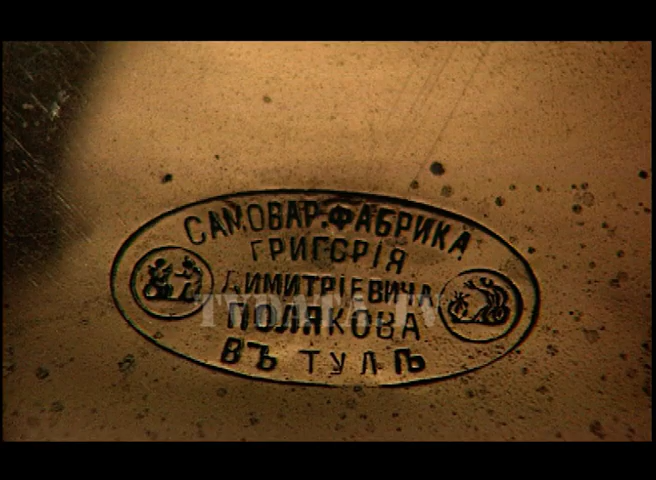 САМОВАР.ФАБРИКА
ГРИГОРІЯ
ДИМИТРІЕВИЧА
ПОЛЯКОВА
ВЪ ТУЛѢ